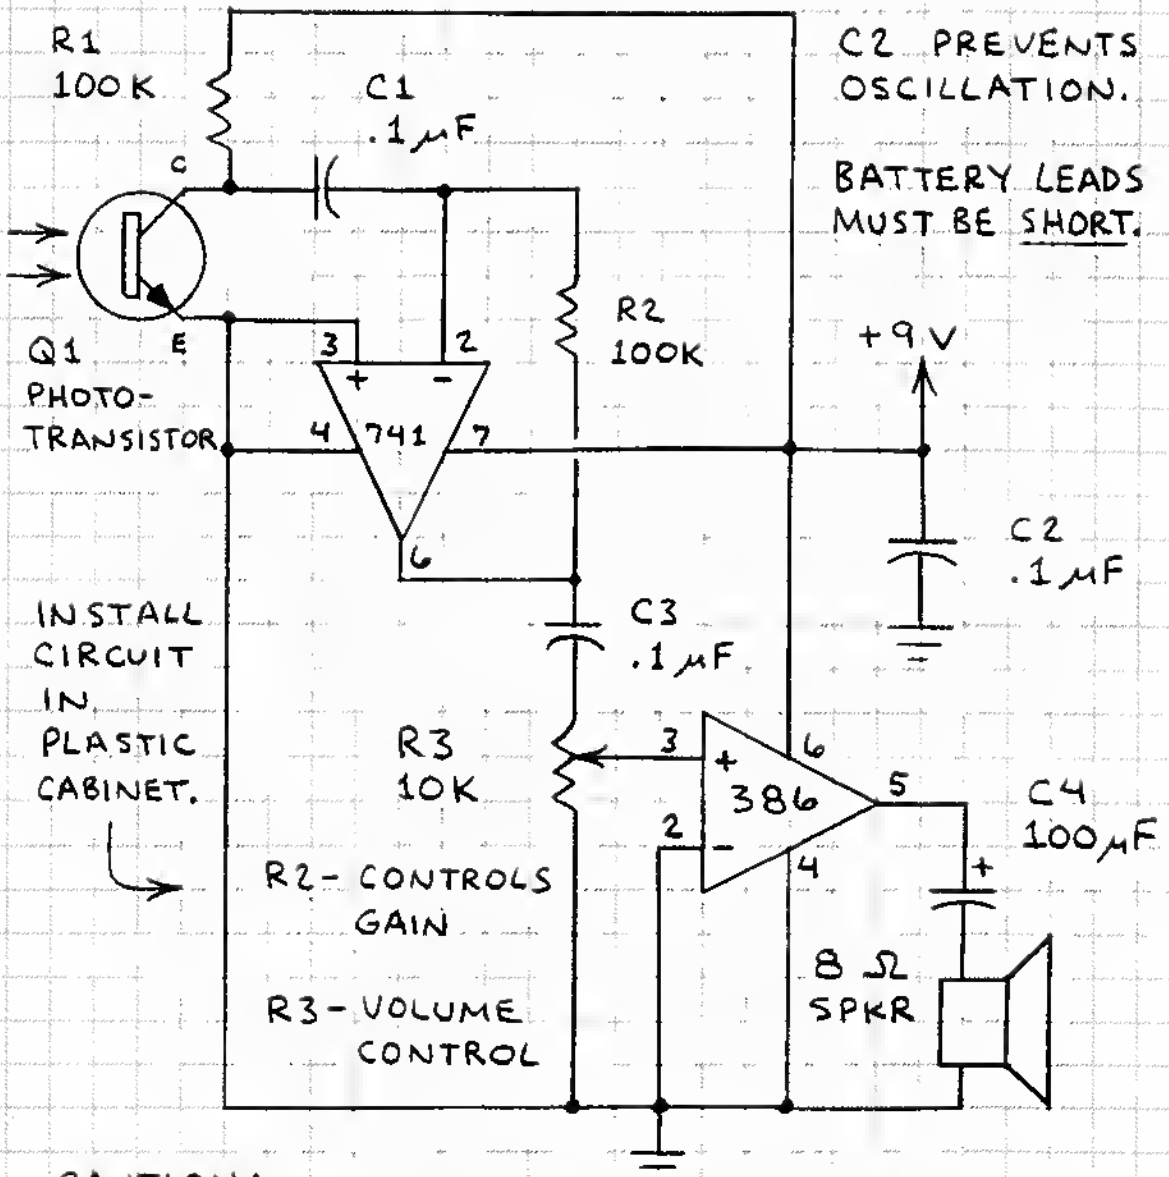 R1
100K
C1
.1µF
C2 PREVENTS
OSCILLATION.
BATTERY LEADS
MUST BE SHORT.
C
E
Q1
PHOTO-
TRANSISTOR
3
2
+
-
4
741
7
6
R2
100K
+9V
C2
.1µF
INSTALL
CIRCUIT
IN
PLASTIC
CABINET.
C3
.1µF
R3
10K
3
+
6
386
5
2
-
4
C4
100µF
+
R2- CONTROLS
GAIN
R3- VOLUME
CONTROL
8 Ω
SPKR